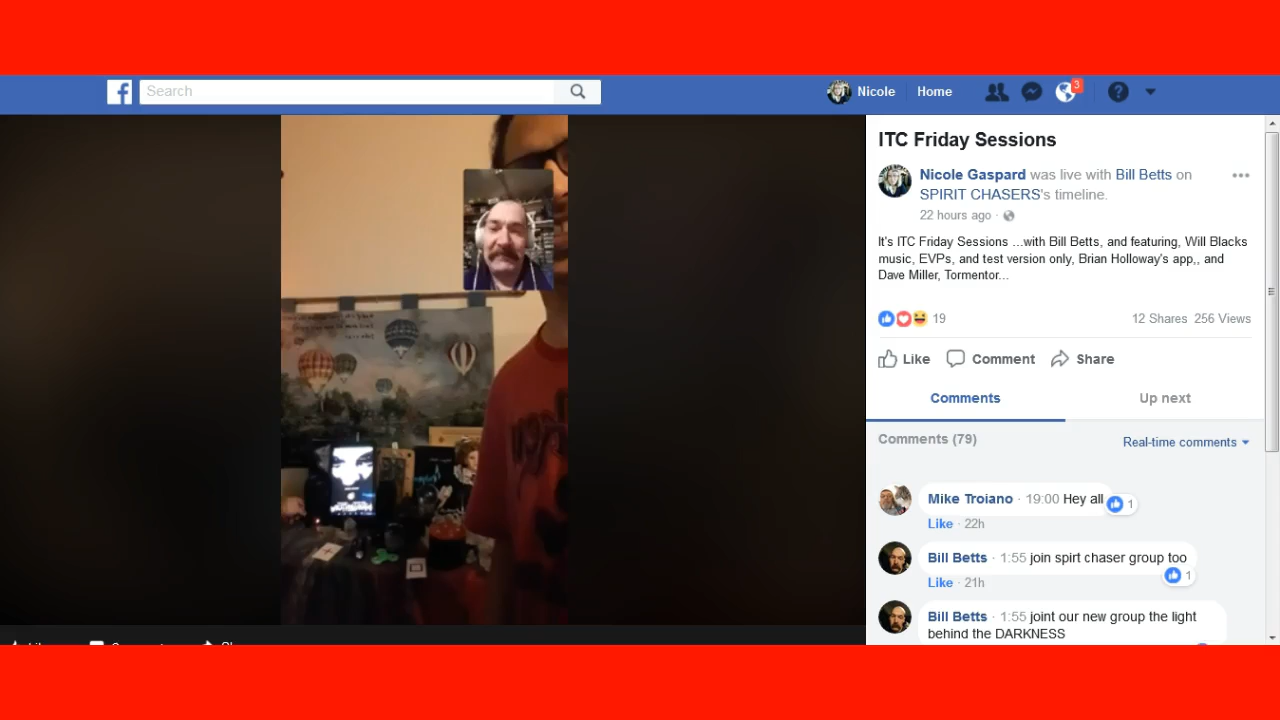 Search
Nicole
Home
3
ITC Friday Sessions
Nicole Gaspard was live with Bill Betts on
SPIRIT CHASERS's timeline.
22 hours ago ·
It's ITC Friday Sessions ...with Bill Betts, and featuring, Will Blacks
music, EVPs, and test version only, Brian Holloway's app,, and
Dave Miller, Tormentor...
19
12 Shares 256 Views
Like
Comment
Share
Comments
Up next
Comments (79)
Real-time comments
Mike Troiano · 19:00 Hey all
1
Like · 22h
Bill Betts · 1:55 join spirt chaser group too
1
Like · 21h
Bill Betts · 1:55 joint our new group the light
behind the DARKNESS